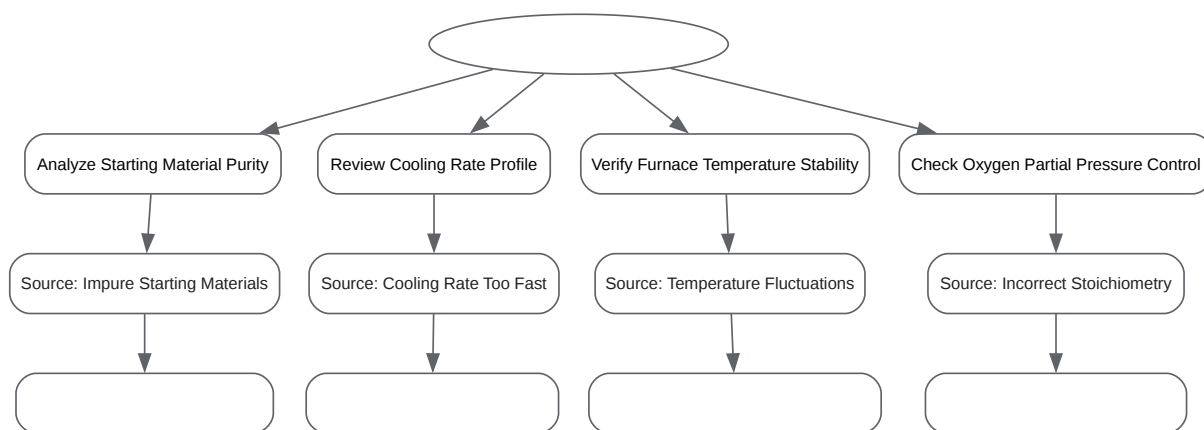 Analyze Starting Material Purity
Review Cooling Rate Profile
Verify Furnace Temperature Stability
Check Oxygen Partial Pressure Control
Source: Impure Starting Materials
Source: Cooling Rate Too Fast
Source: Temperature Fluctuations
Source: Incorrect Stoichiometry